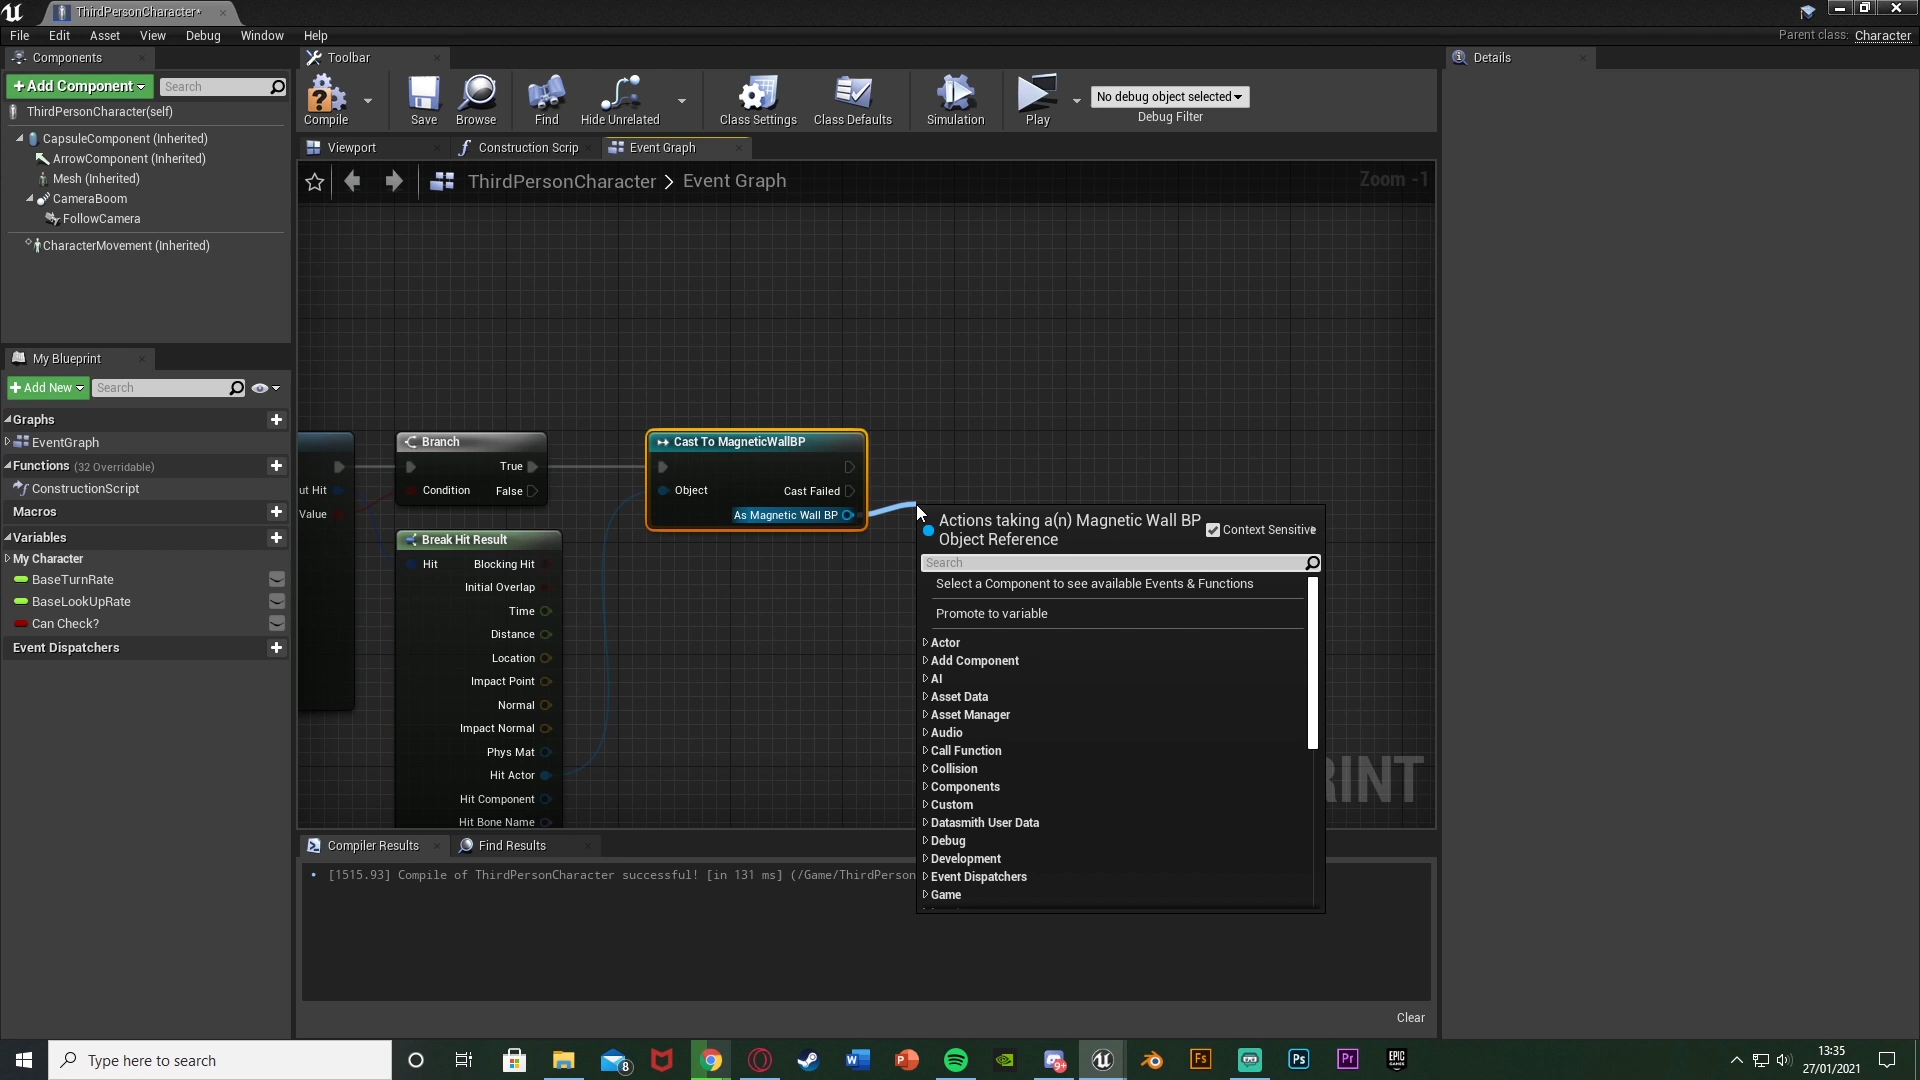 ThirdPersonCharacter*
File Edit Asset View Debug Window Help
Parent class: Character
Components
Toolbar
Details
Add Component
Search
ThirdPersonCharacter(self)
CapsuleComponent (Inherited)
ArrowComponent (Inherited)
Mesh (Inherited)
CameraBoom
FollowCamera
CharacterMovement (Inherited)
Compile
Save
Browse
Find
Hide Unrelated
Class Settings
Class Defaults
Simulation
Play
No debug object selected
Debug Filter
Viewport
Construction Scrip
Event Graph
ThirdPersonCharacter > Event Graph
Zoom -1
My Blueprint
Add New
Search
Graphs
EventGraph
Functions (32 Overridable)
ConstructionScript
Macros
Variables
My Character
BaseTurnRate
BaseLookUpRate
Can Check?
Event Dispatchers
ut Hit
Value
Branch
True
Condition
False
Break Hit Result
Hit
Blocking Hit
Initial Overlap
Time
Distance
Location
Impact Point
Normal
Impact Normal
Phys Mat
Hit Actor
Hit Component
Hit Bone Name
Cast To MagneticWallBP
Object
Cast Failed
As Magnetic Wall BP
Actions taking a(n) Magnetic Wall BP
Object Reference
Context Sensitive
Search
Select a Component to see available Events & Functions
Promote to variable
Actor
Add Component
AI
Asset Data
Asset Manager
Audio
Call Function
Collision
Components
Custom
Datasmith User Data
Debug
Development
Event Dispatchers
Game
RINT
Compiler Results
Find Results
[1515.93] Compile of ThirdPersonCharacter successful! [in 131 ms] (/Game/ThirdPerson
Clear
Type here to search
8
W
P
9+
Fs
Ps
Pr
EPIC
GAMES
13:35
27/01/2021